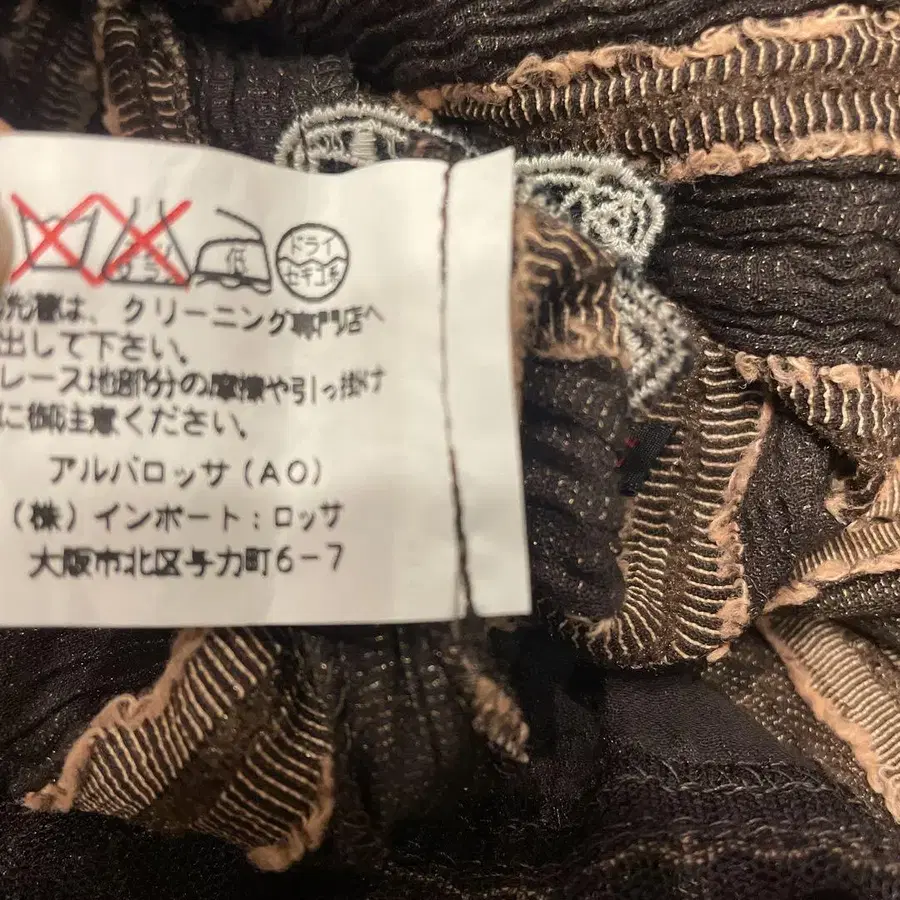 低
ドライ
セキユ系
洗濯は、クリーニング専門店へ
出して下さい。
レース地部分の摩擦や引っ掛け
に御注意ください。
アルバロッサ(AO)
(株)インポート:ロッサ
大阪市北区与力町6-7